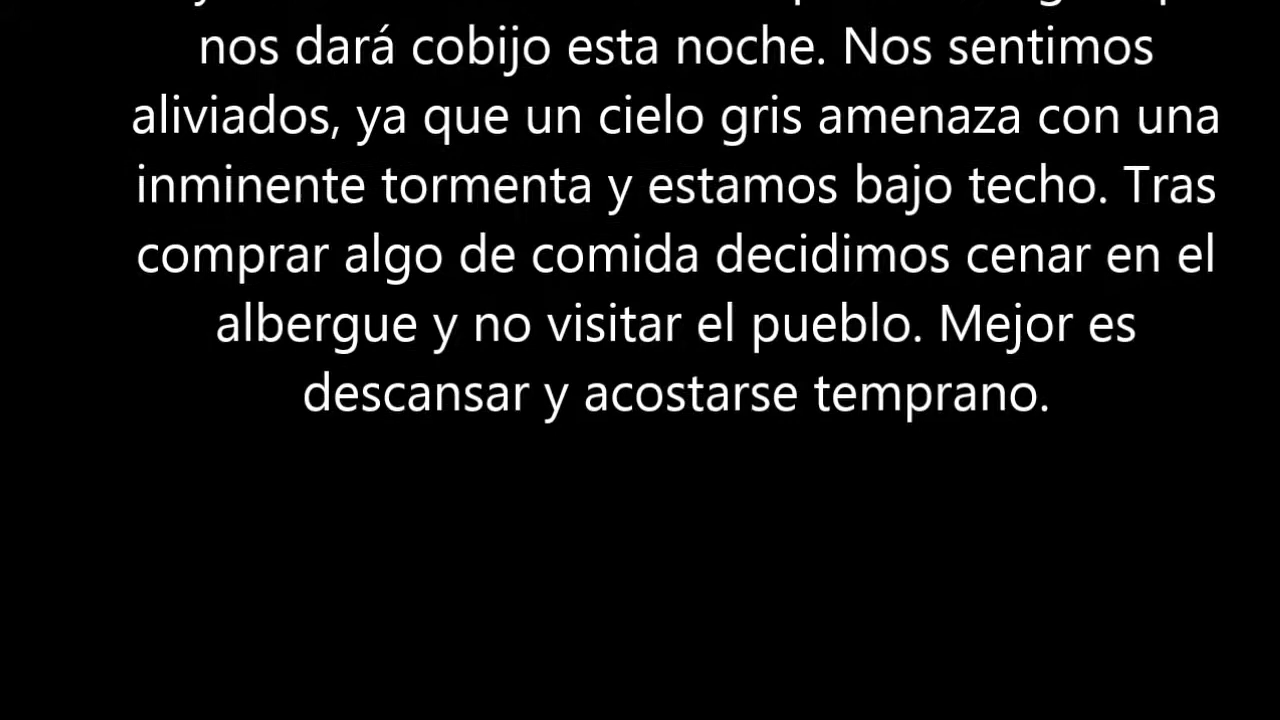 nos dará cobijo esta noche. Nos sentimos
aliviados, ya que un cielo gris amenaza con una
inminente tormenta y estamos bajo techo. Tras
comprar algo de comida decidimos cenar en el
albergue y no visitar el pueblo. Mejor es
descansar y acostarse temprano.